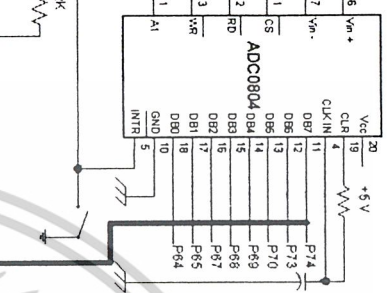 6 Vin +
Vcc 20
+5 V
CLR 19
7 Vin -
CLK IN 4
DB7 11 P74
DB6 12 P73
1 CS
DB5 13 P70
ADC0804
DB4 14 P69
2 RD
DB3 15 P68
DB2 16 P67
3 WR
DB1 17 P65
DB0 18 P64
GND 10
1 A1
INTR 5
K